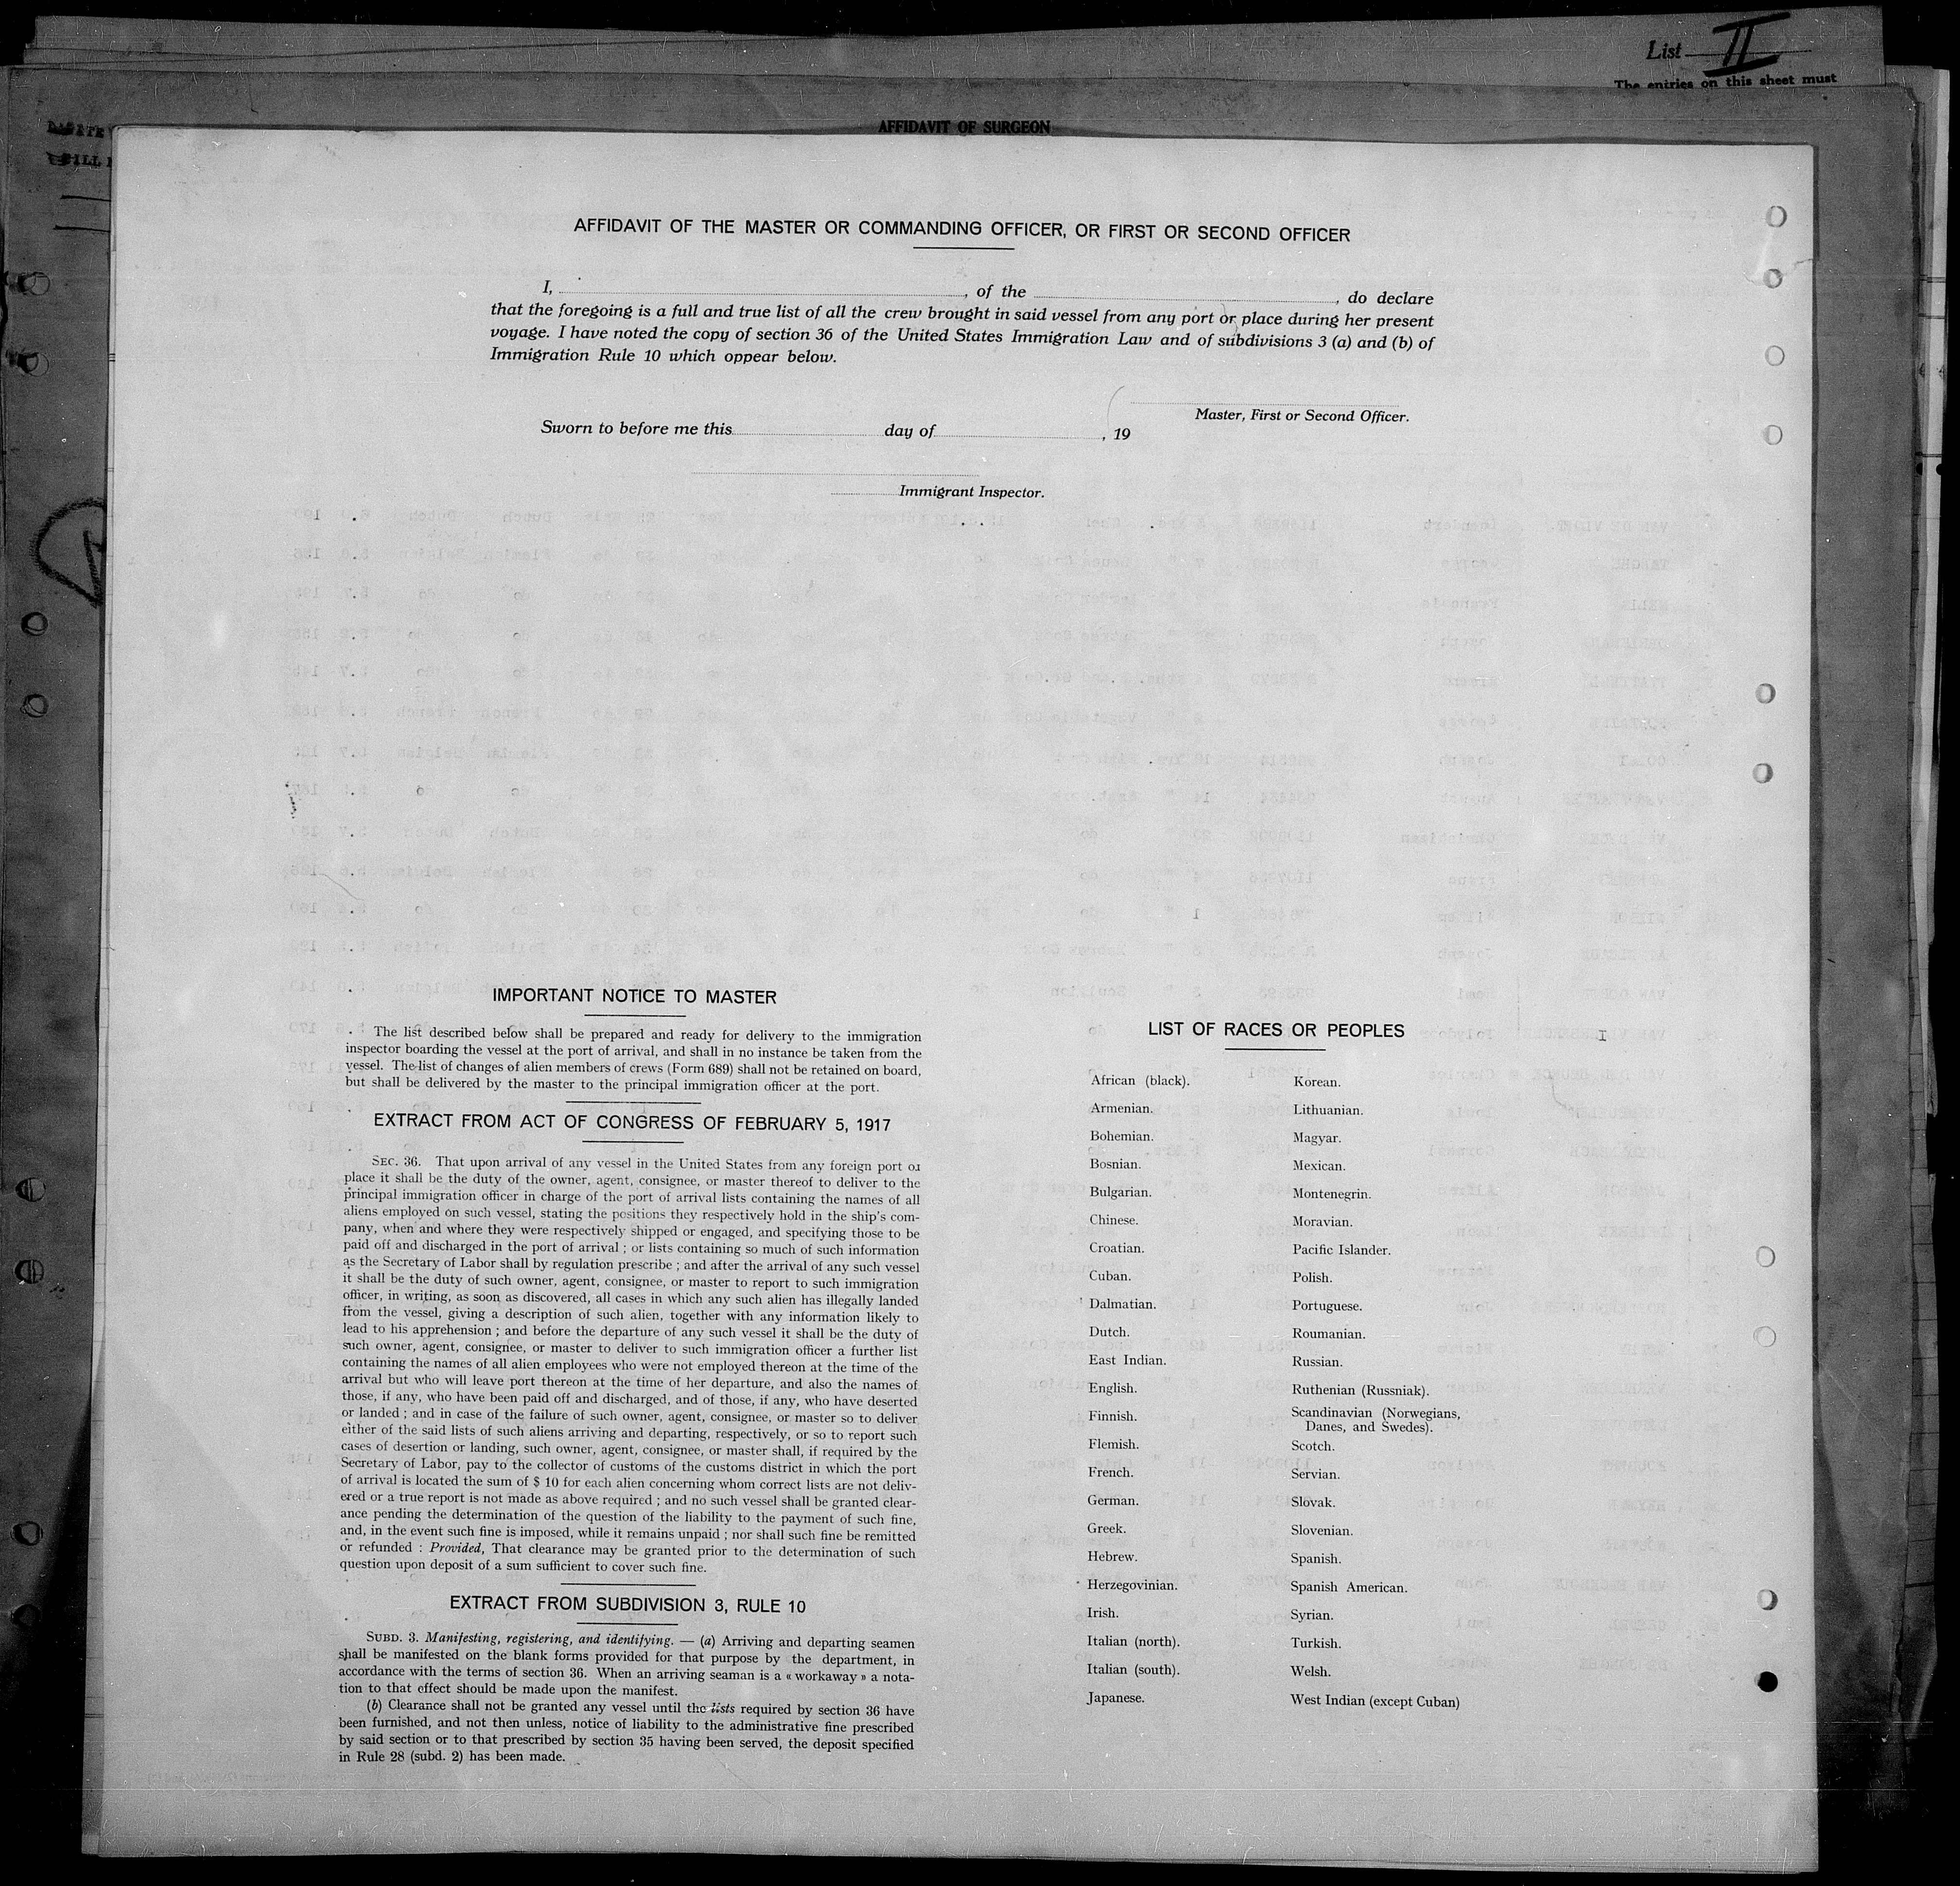 List II
The entries on this sheet must
AFFIDAVIT OF SURGEON
AFFIDAVIT OF THE MASTER OR COMMANDING OFFICER, OR FIRST OR SECOND OFFICER
I, , of the , do declare
that the foregoing is a full and true list of all the crew brought in said vessel from any port or place during her present
voyage. I have noted the copy of section 36 of the United States Immigration Law and of subdivisions 3 (a) and (b) of
Immigration Rule 10 which oppear below.
Master, First or Second Officer.
Sworn to before me this day of , 19
Immigrant Inspector.
IMPORTANT NOTICE TO MASTER
The list described below shall be prepared and ready for delivery to the immigration
inspector boarding the vessel at the port of arrival, and shall in no instance be taken from the
vessel. The list of changes of alien members of crews (Form 689) shall not be retained on board,
but shall be delivered by the master to the principal immigration officer at the port.
EXTRACT FROM ACT OF CONGRESS OF FEBRUARY 5, 1917
SEC. 36. That upon arrival of any vessel in the United States from any foreign port or
place it shall be the duty of the owner, agent, consignee, or master thereof to deliver to the
principal immigration officer in charge of the port of arrival lists containing the names of all
aliens employed on such vessel, stating the positions they respectively hold in the ship's com-
pany, when and where they were respectively shipped or engaged, and specifying those to be
paid off and discharged in the port of arrival ; or lists containing so much of such information
as the Secretary of Labor shall by regulation prescribe ; and after the arrival of any such vessel
it shall be the duty of such owner, agent, consignee, or master to report to such immigration
officer, in writing, as soon as discovered, all cases in which any such alien has illegally landed
from the vessel, giving a description of such alien, together with any information likely to
lead to his apprehension ; and before the departure of any such vessel it shall be the duty of
such owner, agent, consignee, or master to deliver to such immigration officer a further list
containing the names of all alien employees who were not employed thereon at the time of the
arrival but who will leave port thereon at the time of her departure, and also the names of
those, if any, who have been paid off and discharged, and of those, if any, who have deserted
or landed ; and in case of the failure of such owner, agent, consignee, or master so to deliver
either of the said lists of such aliens arriving and departing, respectively, or so to report such
cases of desertion or landing, such owner, agent, consignee, or master shall, if required by the
Secretary of Labor, pay to the collector of customs of the customs district in which the port
of arrival is located the sum of $ 10 for each alien concerning whom correct lists are not deliv-
ered or a true report is not made as above required ; and no such vessel shall be granted clear-
ance pending the determination of the question of the liability to the payment of such fine,
and, in the event such fine is imposed, while it remains unpaid ; nor shall such fine be remitted
or refunded : Provided, That clearance may be granted prior to the determination of such
question upon deposit of a sum sufficient to cover such fine.
EXTRACT FROM SUBDIVISION 3, RULE 10
SUBD. 3. Manifesting, registering, and identifying. — (a) Arriving and departing seamen
shall be manifested on the blank forms provided for that purpose by the department, in
accordance with the terms of section 36. When an arriving seaman is a « workaway » a nota-
tion to that effect should be made upon the manifest.
(b) Clearance shall not be granted any vessel until the lists required by section 36 have
been furnished, and not then unless, notice of liability to the administrative fine prescribed
by said section or to that prescribed by section 35 having been served, the deposit specified
in Rule 28 (subd. 2) has been made.
LIST OF RACES OR PEOPLES
African (black).
Armenian.
Bohemian.
Bosnian.
Bulgarian.
Chinese.
Croatian.
Cuban.
Dalmatian.
Dutch.
East Indian.
English.
Finnish.
Flemish.
French.
German.
Greek.
Hebrew.
Herzegovinian.
Irish.
Italian (north).
Italian (south).
Japanese.
Korean.
Lithuanian.
Magyar.
Mexican.
Montenegrin.
Moravian.
Pacific Islander.
Polish.
Portuguese.
Roumanian.
Russian.
Ruthenian (Russniak).
Scandinavian (Norwegians,
Danes, and Swedes).
Scotch.
Servian.
Slovak.
Slovenian.
Spanish.
Spanish American.
Syrian.
Turkish.
Welsh.
West Indian (except Cuban)